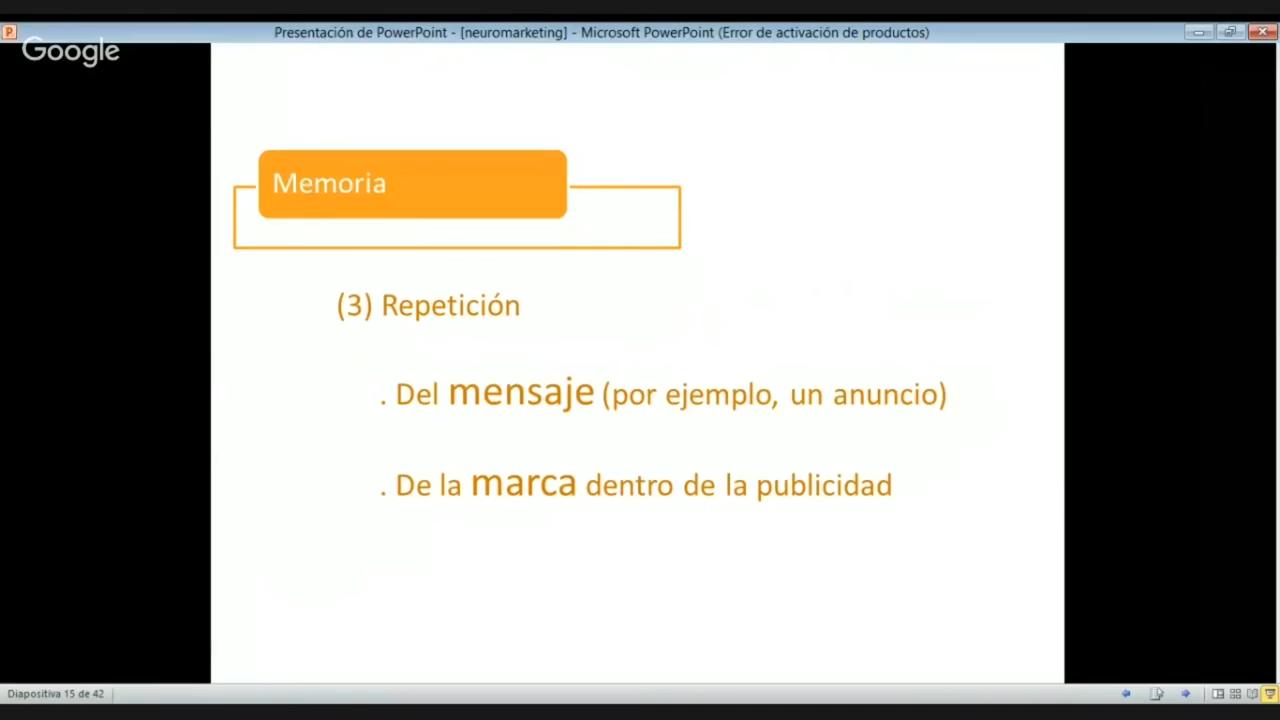 Presentación de PowerPoint - [neuromarketing] - Microsoft PowerPoint (Error de activación de productos)
Google
Memoria
(3) Repetición
. Del mensaje (por ejemplo, un anuncio)
. De la marca dentro de la publicidad
Diapositiva 15 de 42